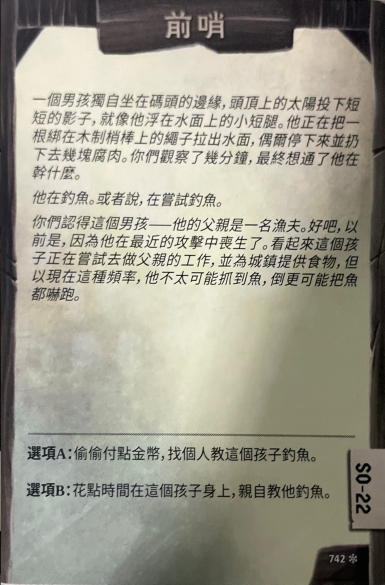 前哨
一個男孩獨自坐在碼頭的邊緣，頭頂上的太陽投下短
短的影子，就像他浮在水面上的小短腿。他正在把一
根綁在木制梢棒上的繩子拉出水面，偶爾停下來並扔
下去幾塊腐肉。你們觀察了幾分鐘，最終想通了他在
幹什麼。
他在釣魚。或者說，在嘗試釣魚。
你們認得這個男孩——他的父親是一名漁夫。好吧，以
前是，因為他在最近的攻擊中喪生了。看起來這個孩
子正在嘗試去做父親的工作，並為城鎮提供食物，但
以現在這種頻率，他不太可能抓到魚，倒更可能把魚
都嚇跑。
選項A：偷偷付點金幣，找個人教這個孩子釣魚。
選項B：花點時間在這個孩子身上，親自教他釣魚。
SO-22
742